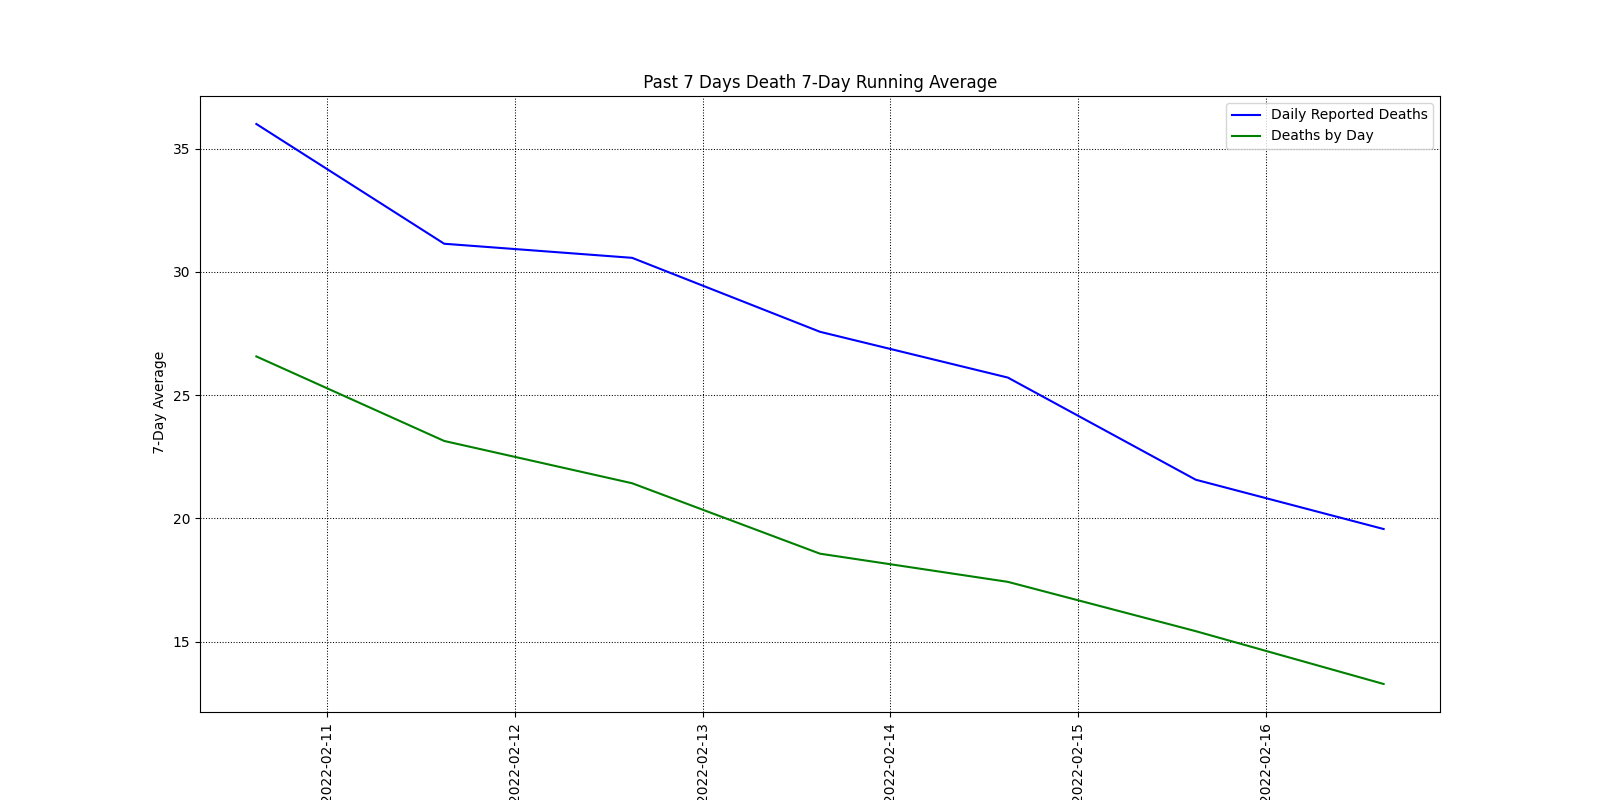 Past 7 Days Death 7-Day Running Average
Daily Reported Deaths
Deaths by Day
7-Day Average
35
30
25
20
15
2022-02-11
2022-02-12
2022-02-13
2022-02-14
2022-02-15
2022-02-16